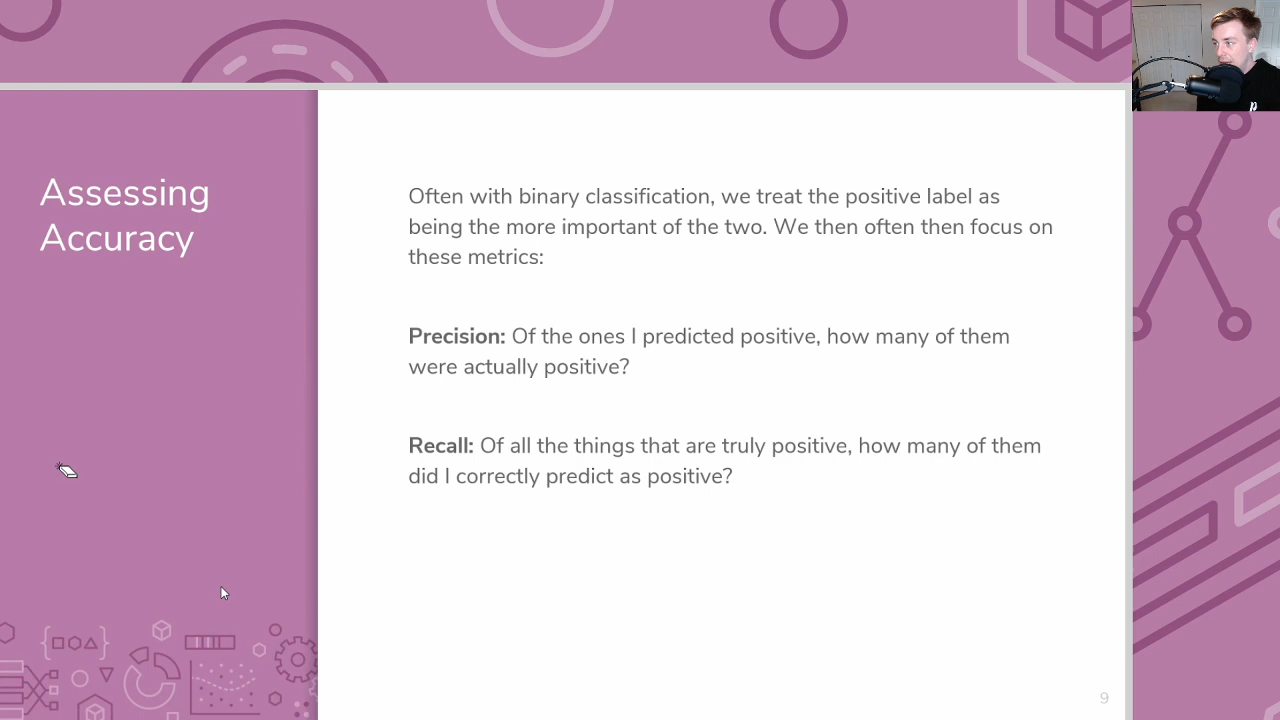 Assessing
Accuracy
Often with binary classification, we treat the positive label as
being the more important of the two. We then often then focus on
these metrics:
Precision: Of the ones I predicted positive, how many of them
were actually positive?
Recall: Of all the things that are truly positive, how many of them
did I correctly predict as positive?
9